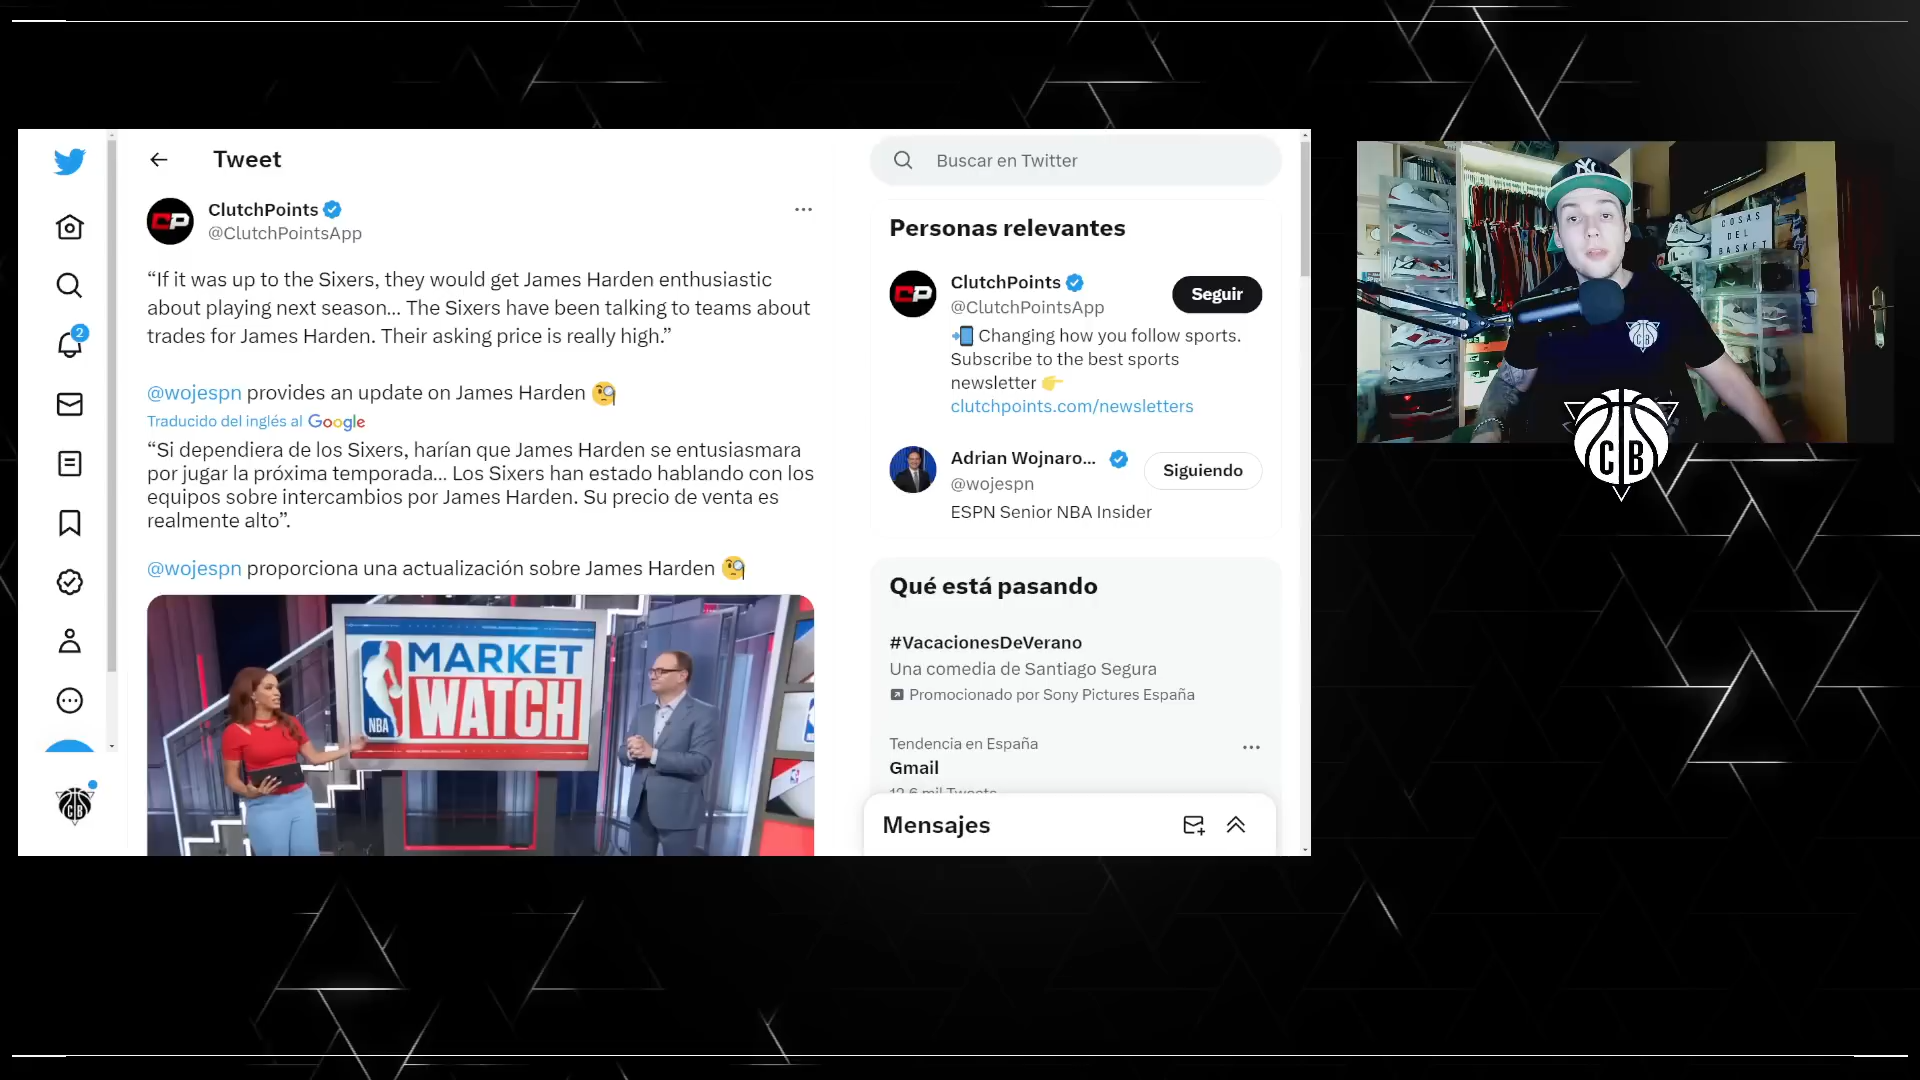 Tweet
ClutchPoints
@ClutchPointsApp
“If it was up to the Sixers, they would get James Harden enthusiastic
about playing next season... The Sixers have been talking to teams about
trades for James Harden. Their asking price is really high.”
@wojespn provides an update on James Harden 🧐
Traducido del inglés al Google
“Si dependiera de los Sixers, harían que James Harden se entusiasmara
por jugar la próxima temporada... Los Sixers han estado hablando con los
equipos sobre intercambios por James Harden. Su precio de venta es
realmente alto”.
@wojespn proporciona una actualización sobre James Harden 🧐
NBA
MARKET
WATCH
2
CP
CB
Buscar en Twitter
Personas relevantes
CP
ClutchPoints
@ClutchPointsApp
Seguir
📲 Changing how you follow sports.
Subscribe to the best sports
newsletter 👉
clutchpoints.com/newsletters
Adrian Wojnaro...
@wojespn
Siguiendo
ESPN Senior NBA Insider
Qué está pasando
#VacacionesDeVerano
Una comedia de Santiago Segura
Promocionado por Sony Pictures España
Tendencia en España
Gmail
12,6 mil Tweets
Mensajes
COSAS
DEL
BASKET
NY
CB
CB